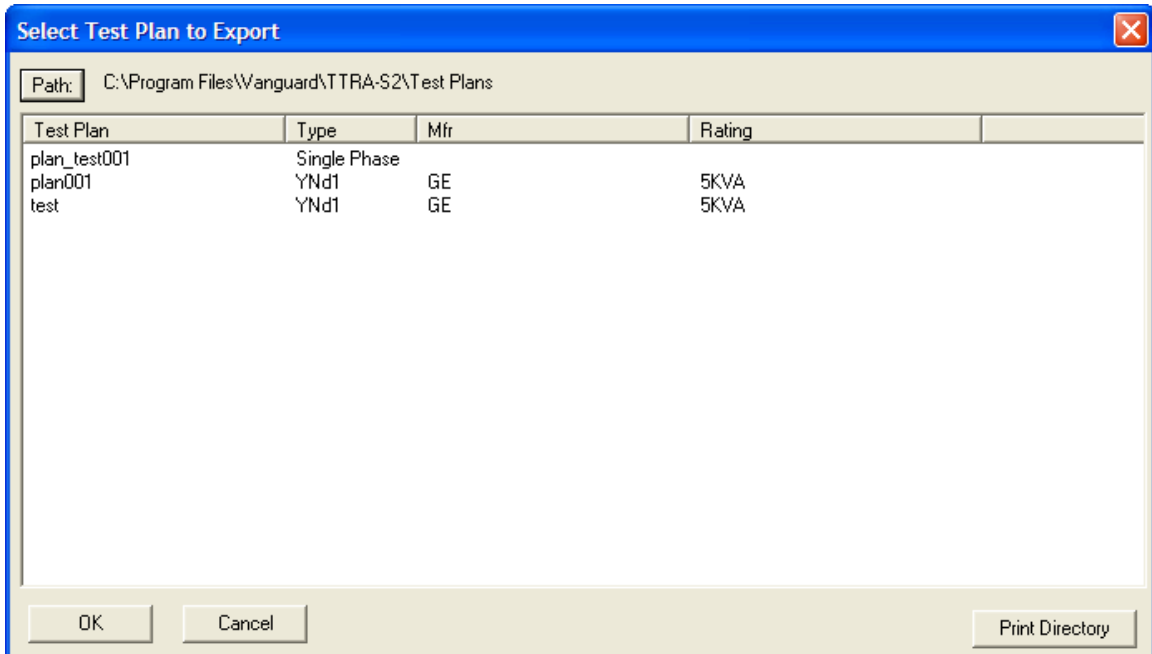 Select Test Plan to Export
Path: C:\Program Files\Vanguard\TTRA-S2\Test Plans
Test Plan Type Mfr Rating
plan_test001 Single Phase
plan001 YNd1 GE 5KVA
test YNd1 GE 5KVA
OK Cancel Print Directory